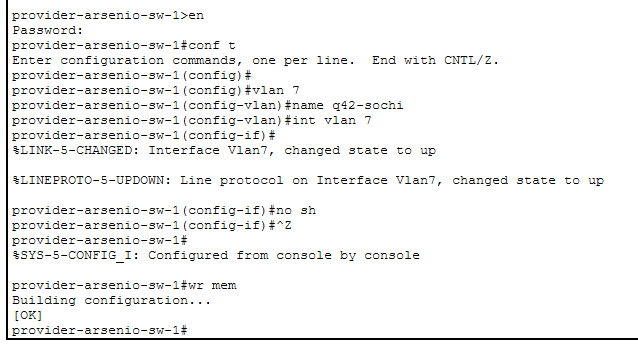 provider-arsenio-sw-1>en
Password:
provider-arsenio-sw-1#conf t
Enter configuration commands, one per line.  End with CNTL/Z.
provider-arsenio-sw-1(config)#
provider-arsenio-sw-1(config)#vlan 7
provider-arsenio-sw-1(config-vlan)#name q42-sochi
provider-arsenio-sw-1(config-vlan)#int vlan 7
provider-arsenio-sw-1(config-if)#
%LINK-5-CHANGED: Interface Vlan7, changed state to up

%LINEPROTO-5-UPDOWN: Line protocol on Interface Vlan7, changed state to up

provider-arsenio-sw-1(config-if)#no sh
provider-arsenio-sw-1(config-if)#^Z
provider-arsenio-sw-1#
%SYS-5-CONFIG_I: Configured from console by console

provider-arsenio-sw-1#wr mem
Building configuration...
[OK]
provider-arsenio-sw-1#